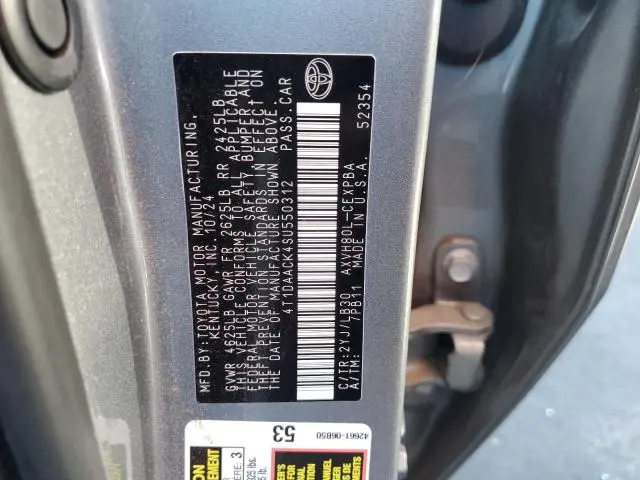 MFD. BY: TOYOTA MOTOR MANUFACTURING,
KENTUCKY, INC. 10/24
GVWR 4625LB GAWR FR 2625LB RR 2425LB
THIS VEHICLE CONFORMS TO ALL APPLICABLE
FEDERAL MOTOR VEHICLE SAFETY, BUMPER, AND
THEFT PREVENTION STANDARDS IN EFFECT ON
THE DATE OF MANUFACTURE SHOWN ABOVE.
4T1DAACK4SU550312 PASS.CAR
C/TR:2YJ/LB30 AXVH80L-CEXPBA
A/TM: 7PB11 MADE IN U.S.A. 52354
53
42661-06B50